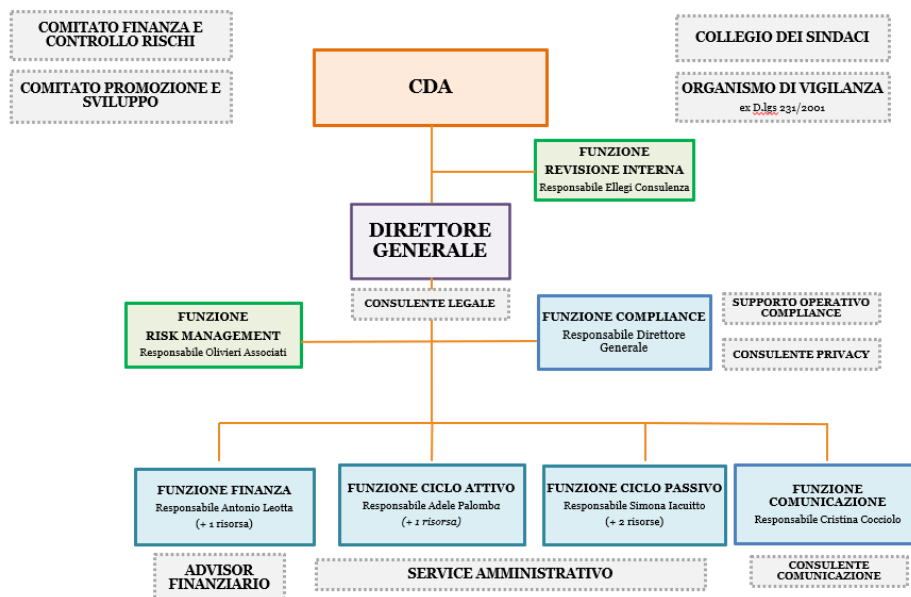 COMITATO FINANZA E
CONTROLLO RISCHI
COMITATO PROMOZIONE E
SVILUPPO
CDA
COLLEGIO DEI SINDACI
ORGANISMO DI VIGILANZA
ex D.lgs 231/2001
FUNZIONE
REVISIONE INTERNA
Responsabile Ellegi Consulenza
DIRETTORE
GENERALE
CONSULENTE LEGALE
FUNZIONE
RISK MANAGEMENT
Responsabile Olivieri Associati
FUNZIONE COMPLIANCE
Responsabile Direttore
Generale
SUPPORTO OPERATIVO
COMPLIANCE
CONSULENTE PRIVACY
FUNZIONE FINANZA
Responsabile Antonio Leotta
(+ 1 risorsa)
FUNZIONE CICLO ATTIVO
Responsabile Adele Palomba
(+ 1 risorsa)
FUNZIONE CICLO PASSIVO
Responsabile Simona Iacuitto
(+ 2 risorse)
FUNZIONE
COMUNICAZIONE
Responsabile Cristina Cocciolo
ADVISOR
FINANZIARIO
SERVICE AMMINISTRATIVO
CONSULENTE
COMUNICAZIONE